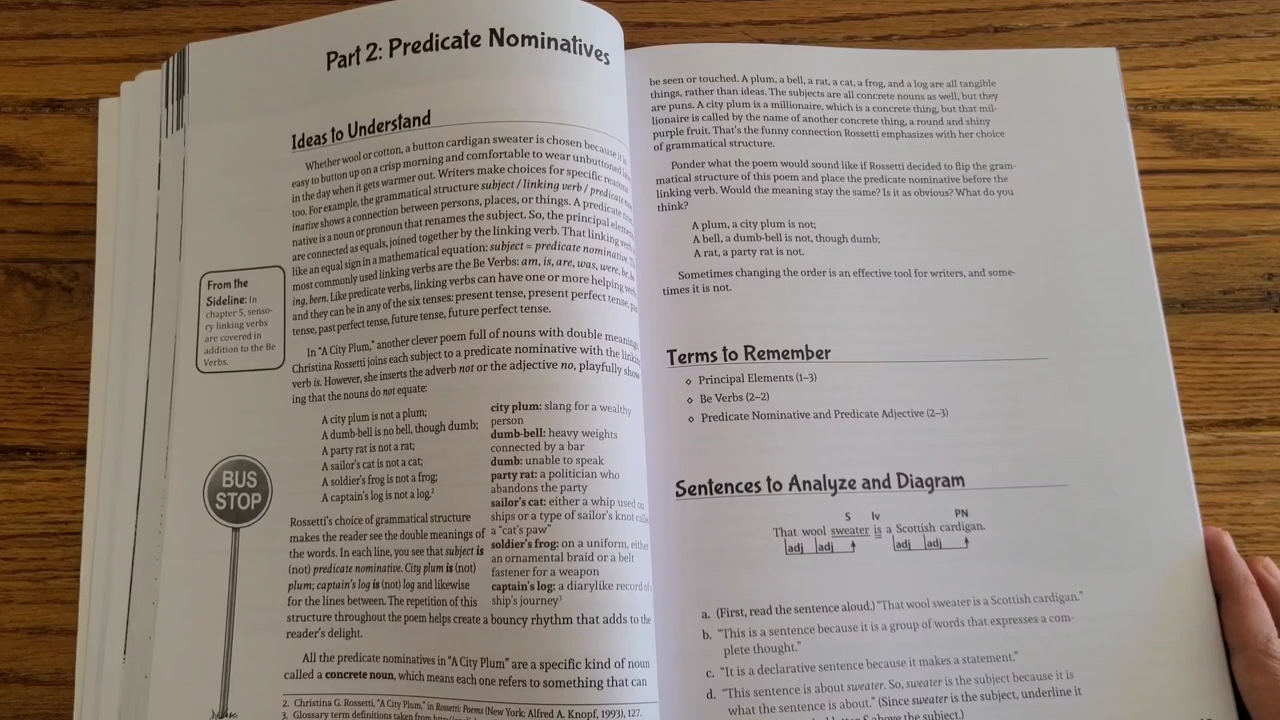 Part 2: Predicate Nominatives
Ideas to Understand
Whether wool or cotton, a button cardigan sweater is chosen because it is
easy to button up on a crisp morning and comfortable to wear unbuttoned
in the day when it gets warmer out. Writers make choices for specific reasons
too. For example, the grammatical structure subject / linking verb / predicate nom-
inative shows a connection between persons, places, or things. A predicate nomi-
native is a noun or pronoun that renames the subject. So, the principal elements
are connected as equals, joined together by the linking verb. That linking verb is
like an equal sign in a mathematical equation: subject = predicate nominative. The
most commonly used linking verbs are the Be Verbs: am, is, are, was, were, be, be-
ing, been. Like predicate verbs, linking verbs can have one or more helping verbs
and they can be in any of the six tenses: present tense, present perfect tense, past
tense, past perfect tense, future tense, future perfect tense.
From the
Sideline: In
chapter 5, senso-
ry linking verbs
are covered in
addition to the Be
Verbs.
In "A City Plum," another clever poem full of nouns with double meanings
Christina Rossetti joins each subject to a predicate nominative with the linking
verb is. However, she inserts the adverb not or the adjective no, playfully show-
ing that the nouns do not equate:
A city plum is not a plum;
A dumb-bell is no bell, though dumb;
A party rat is not a rat;
A sailor's cat is not a cat;
A soldier's frog is not a frog;
A captain's log is not a log.2
city plum: slang for a wealthy
person
dumb-bell: heavy weights
connected by a bar
dumb: unable to speak
party rat: a politician who
abandons the party
sailor's cat: either a whip used on
ships or a type of sailor's knot called
a "cat's paw"
soldier's frog: on a uniform, either
an ornamental braid or a belt
fastener for a weapon
captain's log: a diarylike record of a
ship's journey3
BUS
STOP
Rossetti's choice of grammatical structure
makes the reader see the double meanings of
the words. In each line, you see that subject is
(not) predicate nominative. City plum is (not)
plum; captain's log is (not) log and likewise
for the lines between. The repetition of this
structure throughout the poem helps create a bouncy rhythm that adds to the
reader's delight.
All the predicate nominatives in "A City Plum" are a specific kind of noun
called a concrete noun, which means each one refers to something that can
2. Christina G. Rossetti, "A City Plum," in Rossetti: Poems (New York: Alfred A. Knopf, 1993), 127.
3. Glossary term definitions taken from
be seen or touched. A plum, a bell, a rat, a cat, a frog, and a log are all tangible
things, rather than ideas. The subjects are all concrete nouns as well, but they
are puns. A city plum is a millionaire, which is a concrete thing, but that mil-
lionaire is called by the name of another concrete thing, a round and shiny
purple fruit. That's the funny connection Rossetti emphasizes with her choice
of grammatical structure.
Ponder what the poem would sound like if Rossetti decided to flip the gram-
matical structure of this poem and place the predicate nominative before the
linking verb. Would the meaning stay the same? Is it as obvious? What do you
think?
A plum, a city plum is not;
A bell, a dumb-bell is not, though dumb;
A rat, a party rat is not.
Sometimes changing the order is an effective tool for writers, and some-
times it is not.
Terms to Remember
◇ Principal Elements (1–3)
◇ Be Verbs (2–2)
◇ Predicate Nominative and Predicate Adjective (2–3)
Sentences to Analyze and Diagram
S lv PN
That wool sweater is a Scottish cardigan.
adj adj adj adj
a. (First, read the sentence aloud.) "That wool sweater is a Scottish cardigan."
b. "This is a sentence because it is a group of words that expresses a com-
plete thought."
c. "It is a declarative sentence because it makes a statement."
d. "This sentence is about sweater. So, sweater is the subject because it is
what the sentence is about." (Since sweater is the subject, underline it
above the subject.)